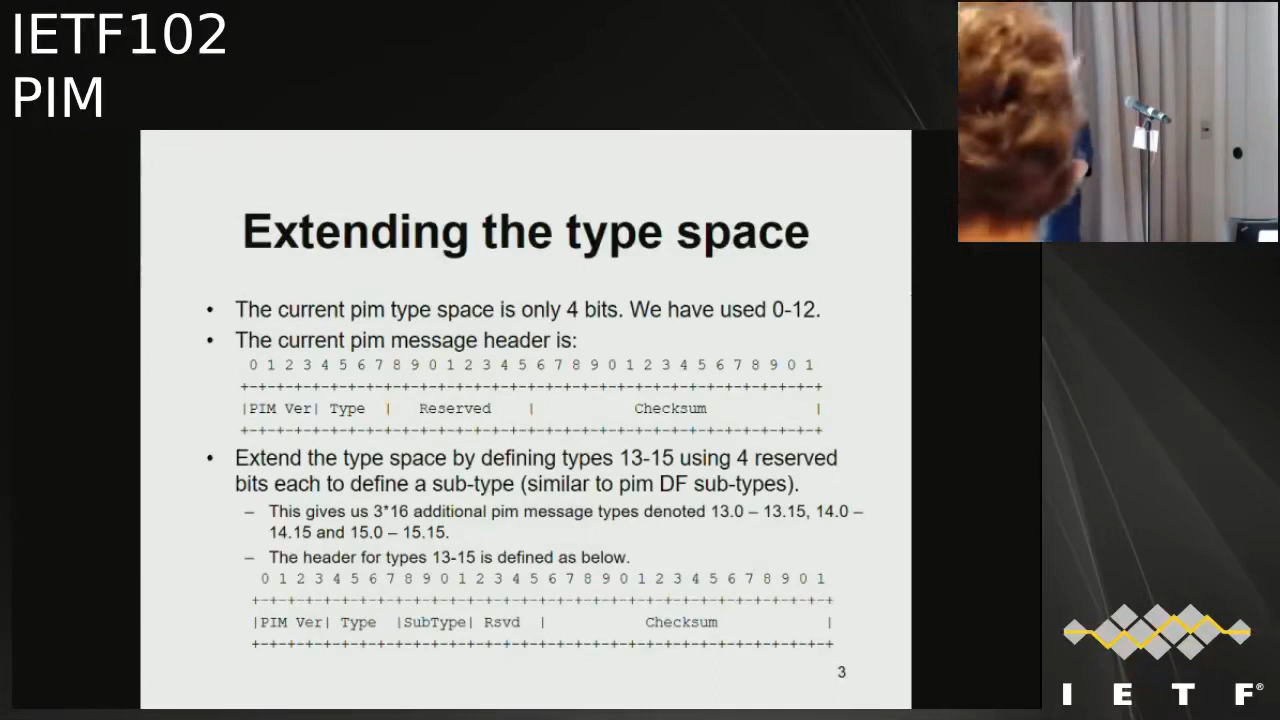 IETF102
PIM
Extending the type space
• The current pim type space is only 4 bits. We have used 0-12.
• The current pim message header is:
0 1 2 3 4 5 6 7 8 9 0 1 2 3 4 5 6 7 8 9 0 1 2 3 4 5 6 7 8 9 0 1
+-+-+-+-+-+-+-+-+-+-+-+-+-+-+-+-+-+-+-+-+-+-+-+-+-+-+-+-+-+-+-+-+
|PIM Ver| Type | Reserved | Checksum |
+-+-+-+-+-+-+-+-+-+-+-+-+-+-+-+-+-+-+-+-+-+-+-+-+-+-+-+-+-+-+-+-+
• Extend the type space by defining types 13-15 using 4 reserved
bits each to define a sub-type (similar to pim DF sub-types).
– This gives us 3*16 additional pim message types denoted 13.0 – 13.15, 14.0 –
14.15 and 15.0 – 15.15.
– The header for types 13-15 is defined as below.
0 1 2 3 4 5 6 7 8 9 0 1 2 3 4 5 6 7 8 9 0 1 2 3 4 5 6 7 8 9 0 1
+-+-+-+-+-+-+-+-+-+-+-+-+-+-+-+-+-+-+-+-+-+-+-+-+-+-+-+-+-+-+-+-+
|PIM Ver| Type |SubType| Rsvd | Checksum |
+-+-+-+-+-+-+-+-+-+-+-+-+-+-+-+-+-+-+-+-+-+-+-+-+-+-+-+-+-+-+-+-+
3
I E T F®